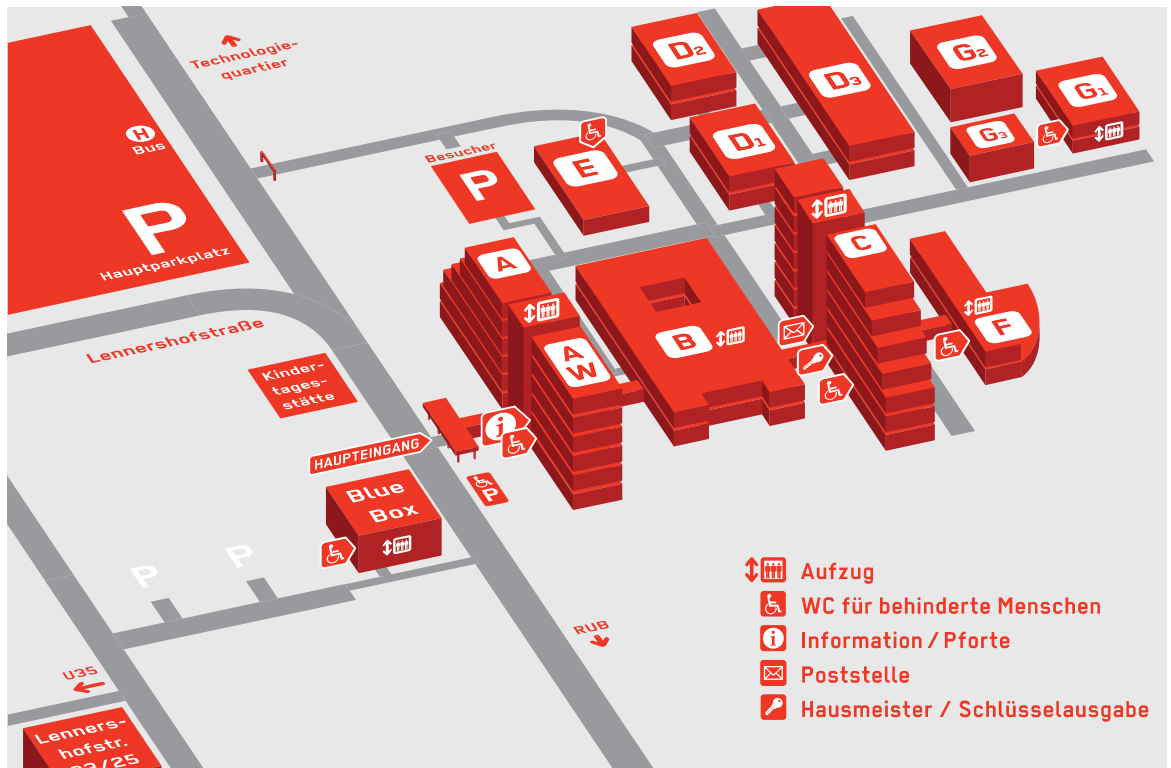 Technologie-
quartier
H
Bus
P
Hauptparkplatz
Besucher
P
E
D2
D1
D3
G2
G1
G3
Lennershofstraße
Kinder-
tages-
stätte
A
A
W
B
C
F
i
HAUPTEINGANG
P
Blue
Box
P
P
RUB
U35
Lenners-
hofstr.
Aufzug
WC für behinderte Menschen
i
Information / Pforte
Poststelle
Hausmeister / Schlüsselausgabe